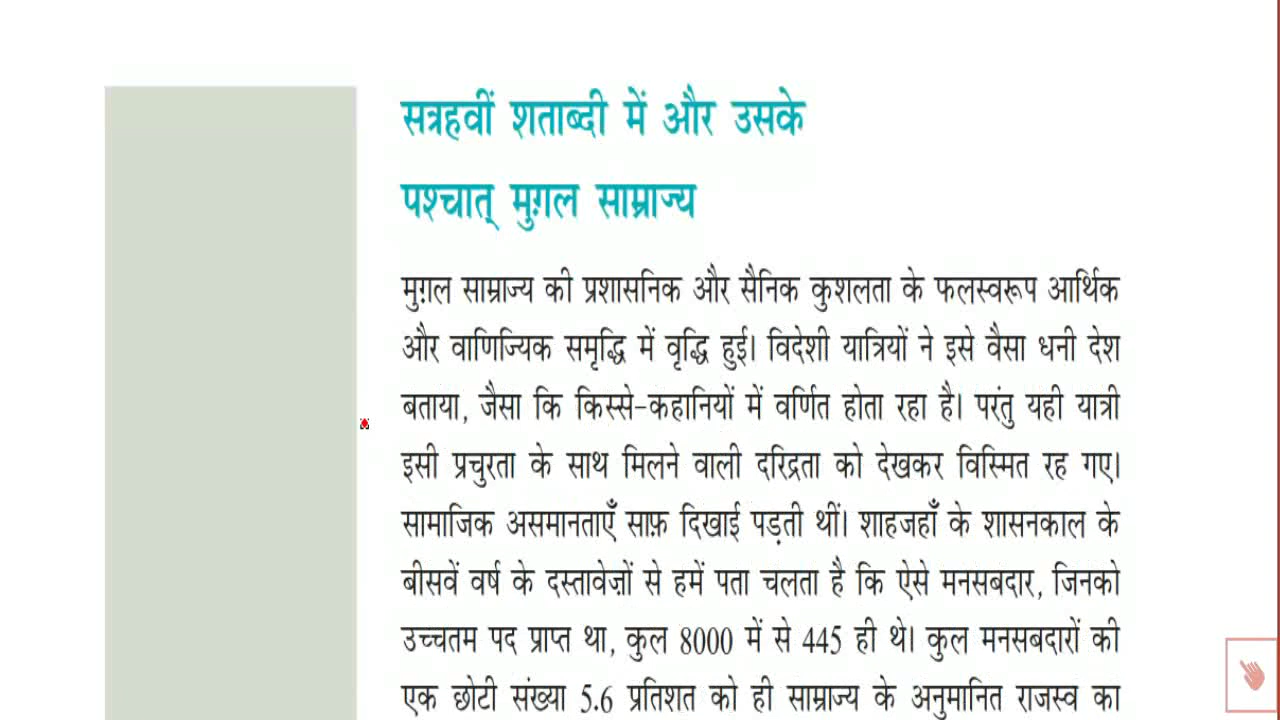 सत्रहवीं शताब्दी में और उसके
पश्चात् मुग़ल साम्राज्य
मुग़ल साम्राज्य की प्रशासनिक और सैनिक कुशलता के फलस्वरूप आर्थिक
और वाणिज्यिक समृद्धि में वृद्धि हुई। विदेशी यात्रियों ने इसे वैसा धनी देश
बताया, जैसा कि किस्से-कहानियों में वर्णित होता रहा है। परंतु यही यात्री
इसी प्रचुरता के साथ मिलने वाली दरिद्रता को देखकर विस्मित रह गए।
सामाजिक असमानताएँ साफ़ दिखाई पड़ती थीं। शाहजहाँ के शासनकाल के
बीसवें वर्ष के दस्तावेज़ों से हमें पता चलता है कि ऐसे मनसबदार, जिनको
उच्चतम पद प्राप्त था, कुल 8000 में से 445 ही थे। कुल मनसबदारों की
एक छोटी संख्या 5.6 प्रतिशत को ही साम्राज्य के अनुमानित राजस्व का